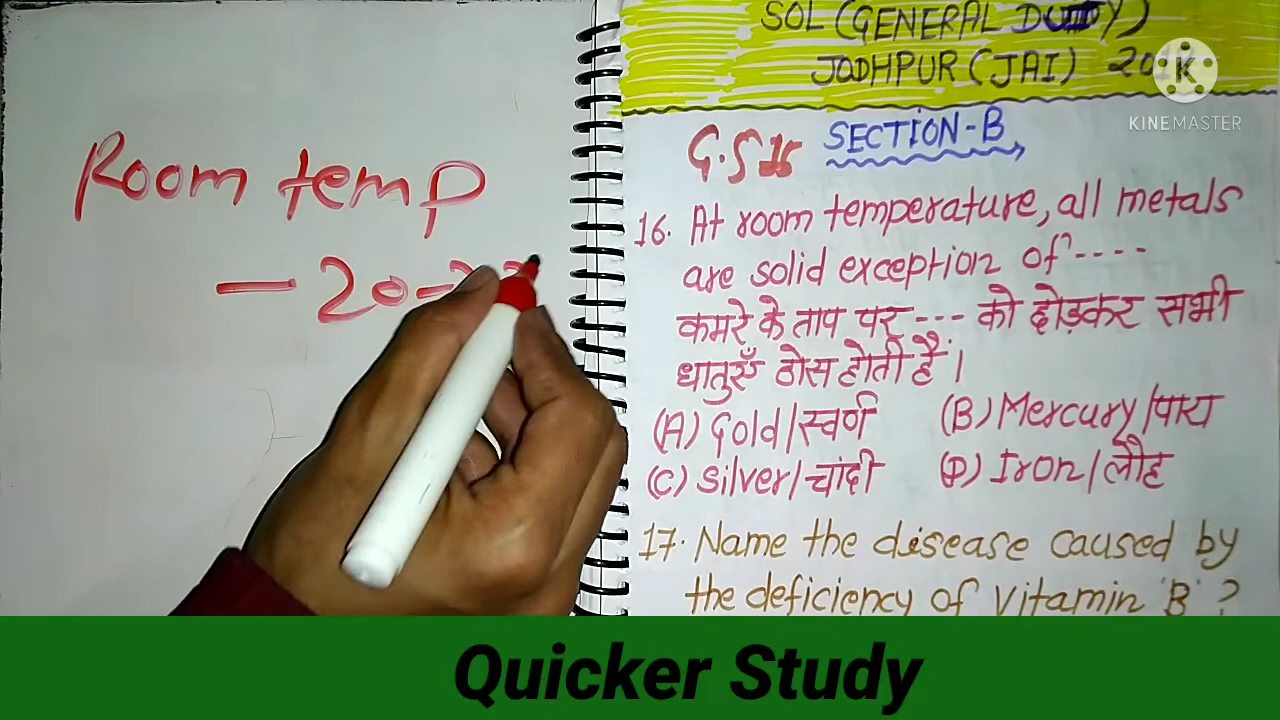 Room temp
— 20-
SOL (GENERAL DUTY)
JODHPUR (JAI)
KINEMASTER
G.S 15 SECTION-B
16. At room temperature, all metals
are solid exception of ----
कमरे के ताप पर --- को छोड़कर सभी
धातुएँ ठोस होती हैं।
(A) Gold/स्वर्ण (B) Mercury/पारा
(C) Silver/चांदी (D) Iron/लौह
17. Name the disease caused by
the deficiency of Vitamin 'B' ?
Quicker Study